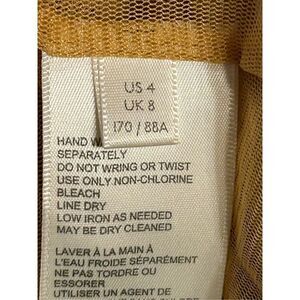 US 4
UK 8
170 / 88A
HAND
SEPARATELY
DO NOT WRING OR TWIST
USE ONLY NON-CHLORINE
BLEACH
LINE DRY
LOW IRON AS NEEDED
MAY BE DRY CLEANED
LAVER À LA MAIN À
L'EAU FROIDE SÉPARÉMENT
NE PAS TORDRE OU
ESSORER
UTILISER UN AGENT DE